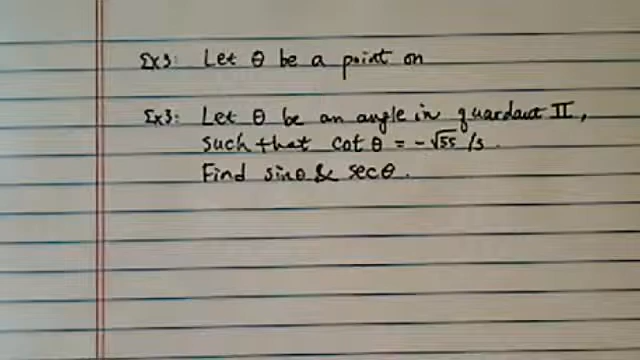 Ex3: Let θ be a point on
Ex3: Let θ be an angle in quardant II,
such that cot θ = -√55 /3.
Find sinθ & secθ.